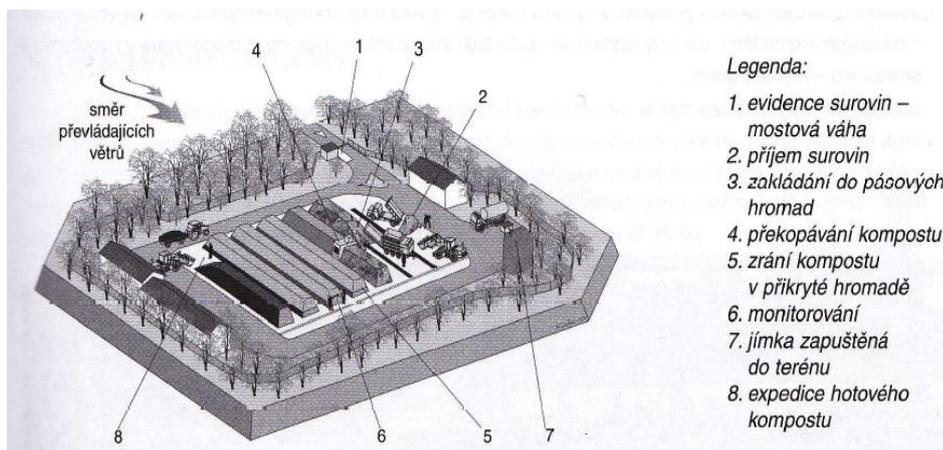 4
1
3
2
směr
převládajících
větrů
8
6
5
7
Legenda:
1. evidence surovin –
mostová váha
2. příjem surovin
3. zakládání do pásových
hromad
4. překopávání kompostu
5. zrání kompostu
v přikryté hromadě
6. monitorování
7. jímka zapuštěná
do terénu
8. expedice hotového
kompostu